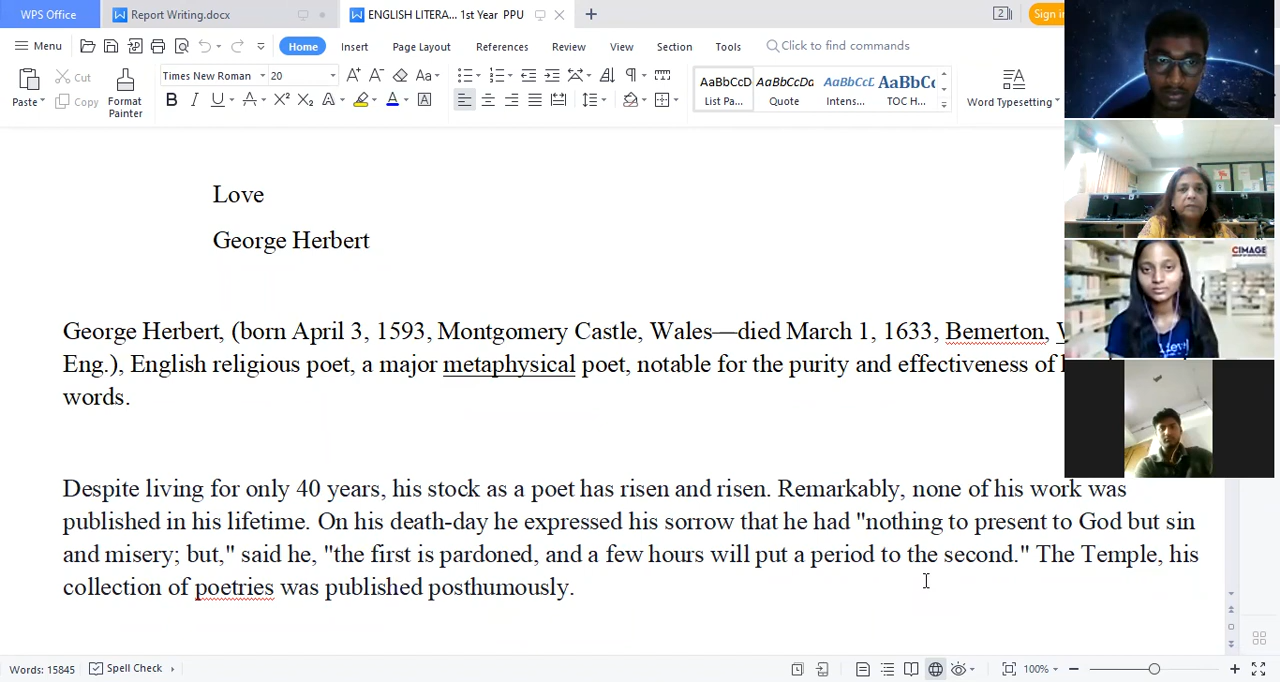 WPS Office
Report Writing.docx
ENGLISH LITERA... 1st Year PPU
Sign in
Menu
Home
Insert
Page Layout
References
Review
View
Section
Tools
Click to find commands
Paste
Cut
Copy
Format Painter
Times New Roman
20
AaBbCcD
AaBbCcDd
AaBbCcD
AaBbCc
List Pa...
Quote
Intens...
TOC H...
Word Typesetting
CIMAGE
Love
George Herbert
George Herbert, (born April 3, 1593, Montgomery Castle, Wales—died March 1, 1633, Bemerton,
Eng.), English religious poet, a major metaphysical poet, notable for the purity and effectiveness of
words.
Despite living for only 40 years, his stock as a poet has risen and risen. Remarkably, none of his work was
published in his lifetime. On his death-day he expressed his sorrow that he had "nothing to present to God but sin
and misery; but," said he, "the first is pardoned, and a few hours will put a period to the second." The Temple, his
collection of poetries was published posthumously.
Words: 15845
Spell Check
100%